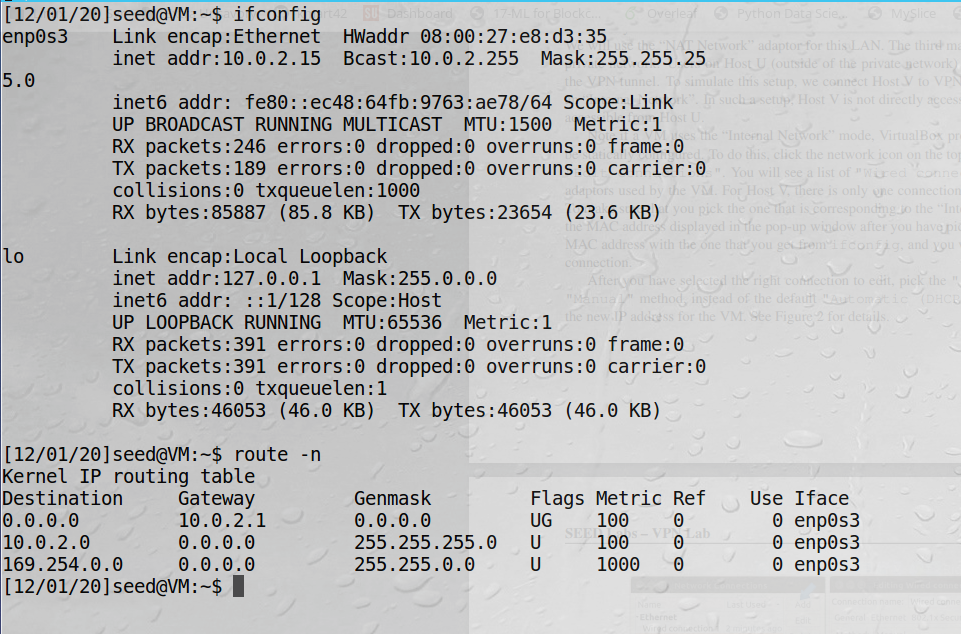 [12/01/20]seed@VM:~$ ifconfig
enp0s3    Link encap:Ethernet  HWaddr 08:00:27:e8:d3:35
          inet addr:10.0.2.15  Bcast:10.0.2.255  Mask:255.255.25
5.0
          inet6 addr: fe80::ec48:64fb:9763:ae78/64 Scope:Link
          UP BROADCAST RUNNING MULTICAST  MTU:1500  Metric:1
          RX packets:246 errors:0 dropped:0 overruns:0 frame:0
          TX packets:189 errors:0 dropped:0 overruns:0 carrier:0
          collisions:0 txqueuelen:1000
          RX bytes:85887 (85.8 KB)  TX bytes:23654 (23.6 KB)
lo        Link encap:Local Loopback
          inet addr:127.0.0.1  Mask:255.0.0.0
          inet6 addr: ::1/128 Scope:Host
          UP LOOPBACK RUNNING  MTU:65536  Metric:1
          RX packets:391 errors:0 dropped:0 overruns:0 frame:0
          TX packets:391 errors:0 dropped:0 overruns:0 carrier:0
          collisions:0 txqueuelen:1
          RX bytes:46053 (46.0 KB)  TX bytes:46053 (46.0 KB)
[12/01/20]seed@VM:~$ route -n
Kernel IP routing table
Destination     Gateway         Genmask         Flags Metric Ref    Use Iface
0.0.0.0         10.0.2.1        0.0.0.0         UG    100    0        0 enp0s3
10.0.2.0        0.0.0.0         255.255.255.0   U     100    0        0 enp0s3
169.254.0.0     0.0.0.0         255.255.0.0     U     1000   0        0 enp0s3
[12/01/20]seed@VM:~$
SEED Labs – VPN Lab